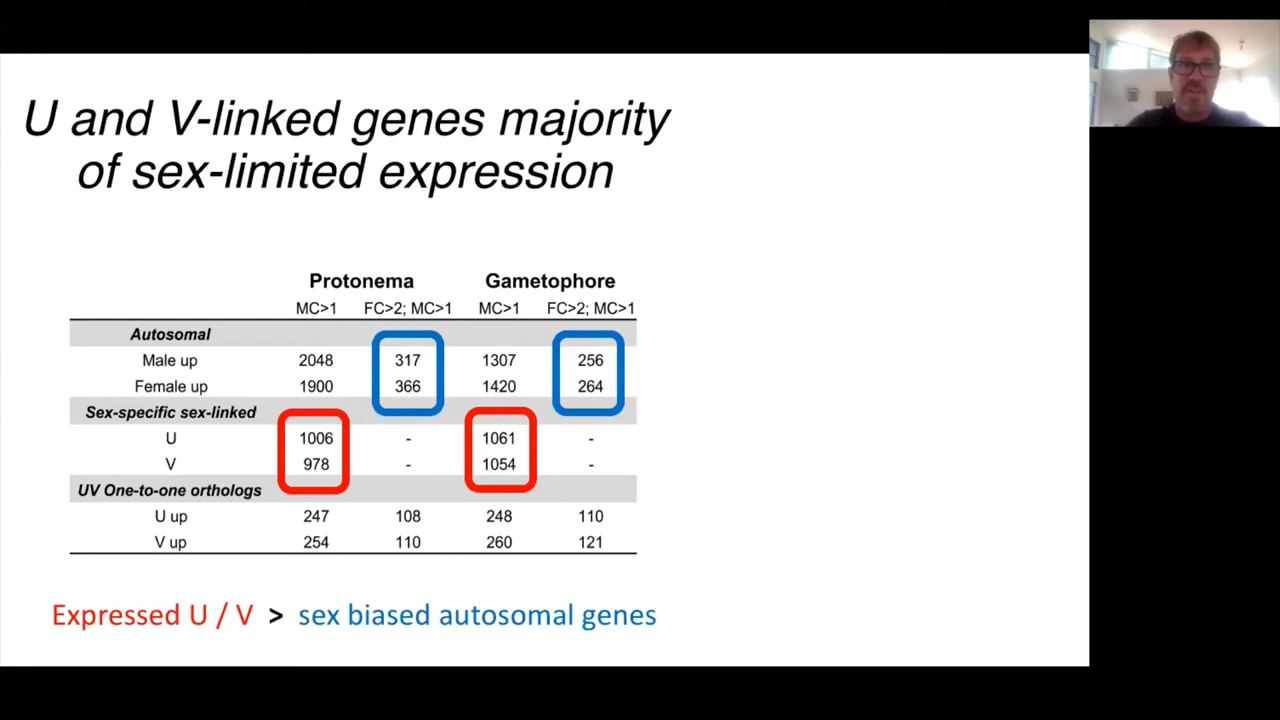 U and V-linked genes majority
of sex-limited expression
Protonema Gametophore
MC>1 FC>2; MC>1 MC>1 FC>2; MC>1
Autosomal
Male up 2048 317 1307 256
Female up 1900 366 1420 264
Sex-specific sex-linked
U 1006 - 1061 -
V 978 - 1054 -
UV One-to-one orthologs
U up 247 108 248 110
V up 254 110 260 121
Expressed U / V > sex biased autosomal genes